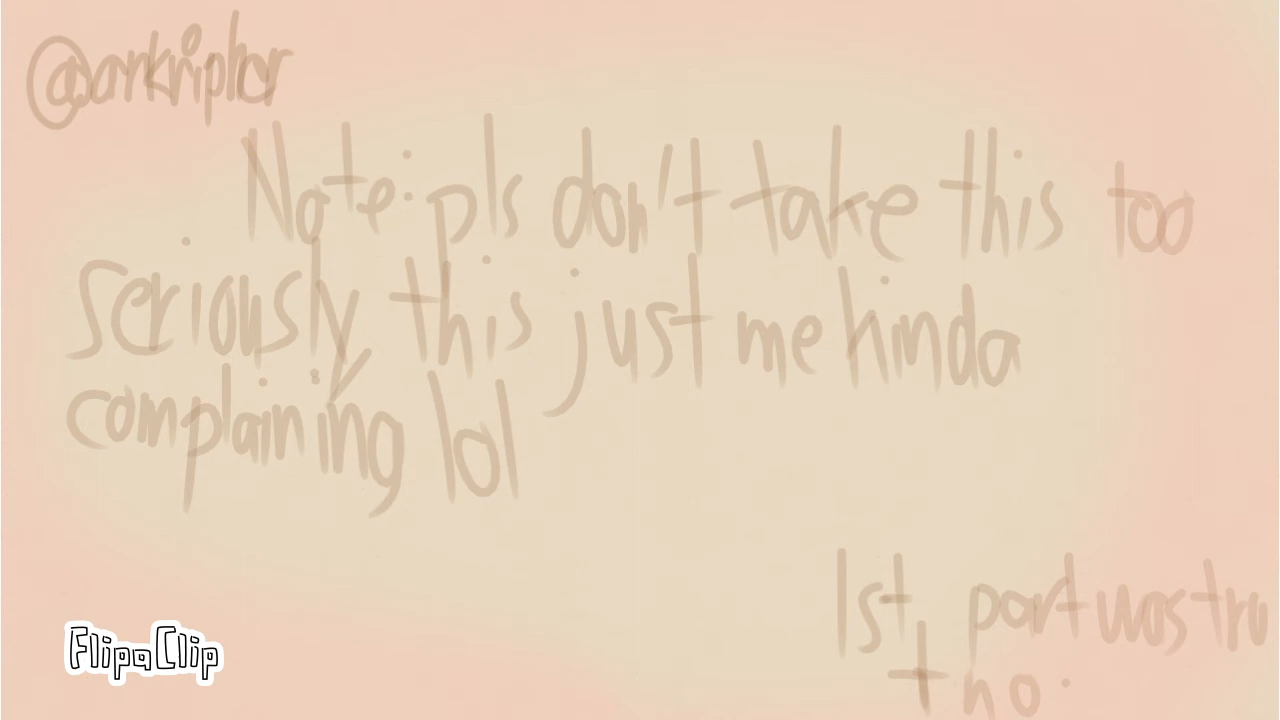 Note: pls don't take this too
seriously, this just me kinda
complaining lol
1st part was tru
tho.
FlipaClip